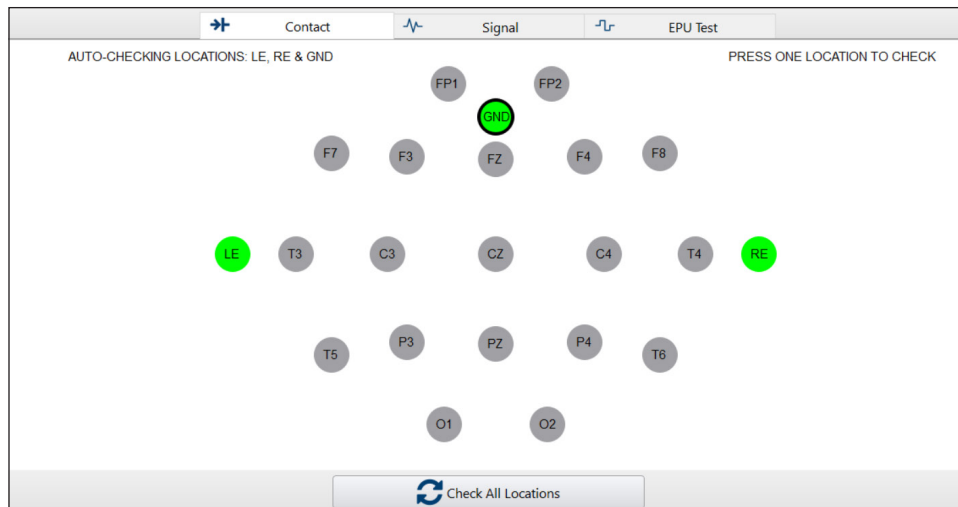 Contact Signal EPU Test
AUTO-CHECKING LOCATIONS: LE, RE & GND PRESS ONE LOCATION TO CHECK
FP1 FP2
GND
F7 F3 FZ F4 F8
LE T3 C3 CZ C4 T4 RE
T5 P3 PZ P4 T6
O1 O2
Check All Locations